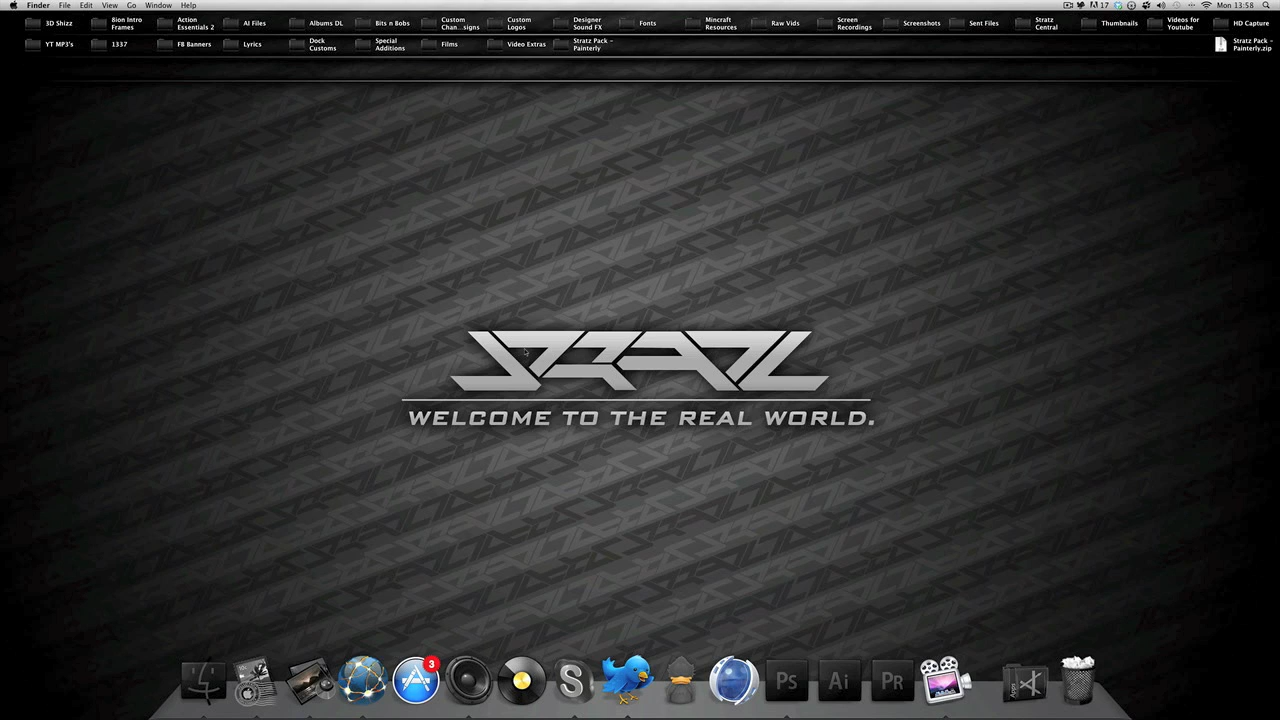 Finder File Edit View Go Window Help
17 Mon 13:58
3D Shizz
Bion Intro
Frames
Action
Essentials 2
AI Files
Albums DL
Bits n Bobs
Custom
Chan...signs
Custom
Logos
Designer
Sound FX
Fonts
Mincraft
Resources
Raw Vids
Screen
Recordings
Screenshots
Sent Files
Stratz
Central
Thumbnails
Videos for
Youtube
HD Capture
YT MP3's
1337
FB Banners
Lyrics
Dock
Customs
Special
Additions
Films
Video Extras
Stratz Pack -
Painterly
Stratz Pack -
Painterly.zip
STRATZ
WELCOME TO THE REAL WORLD.
3
S
Ps
Ai
Pr